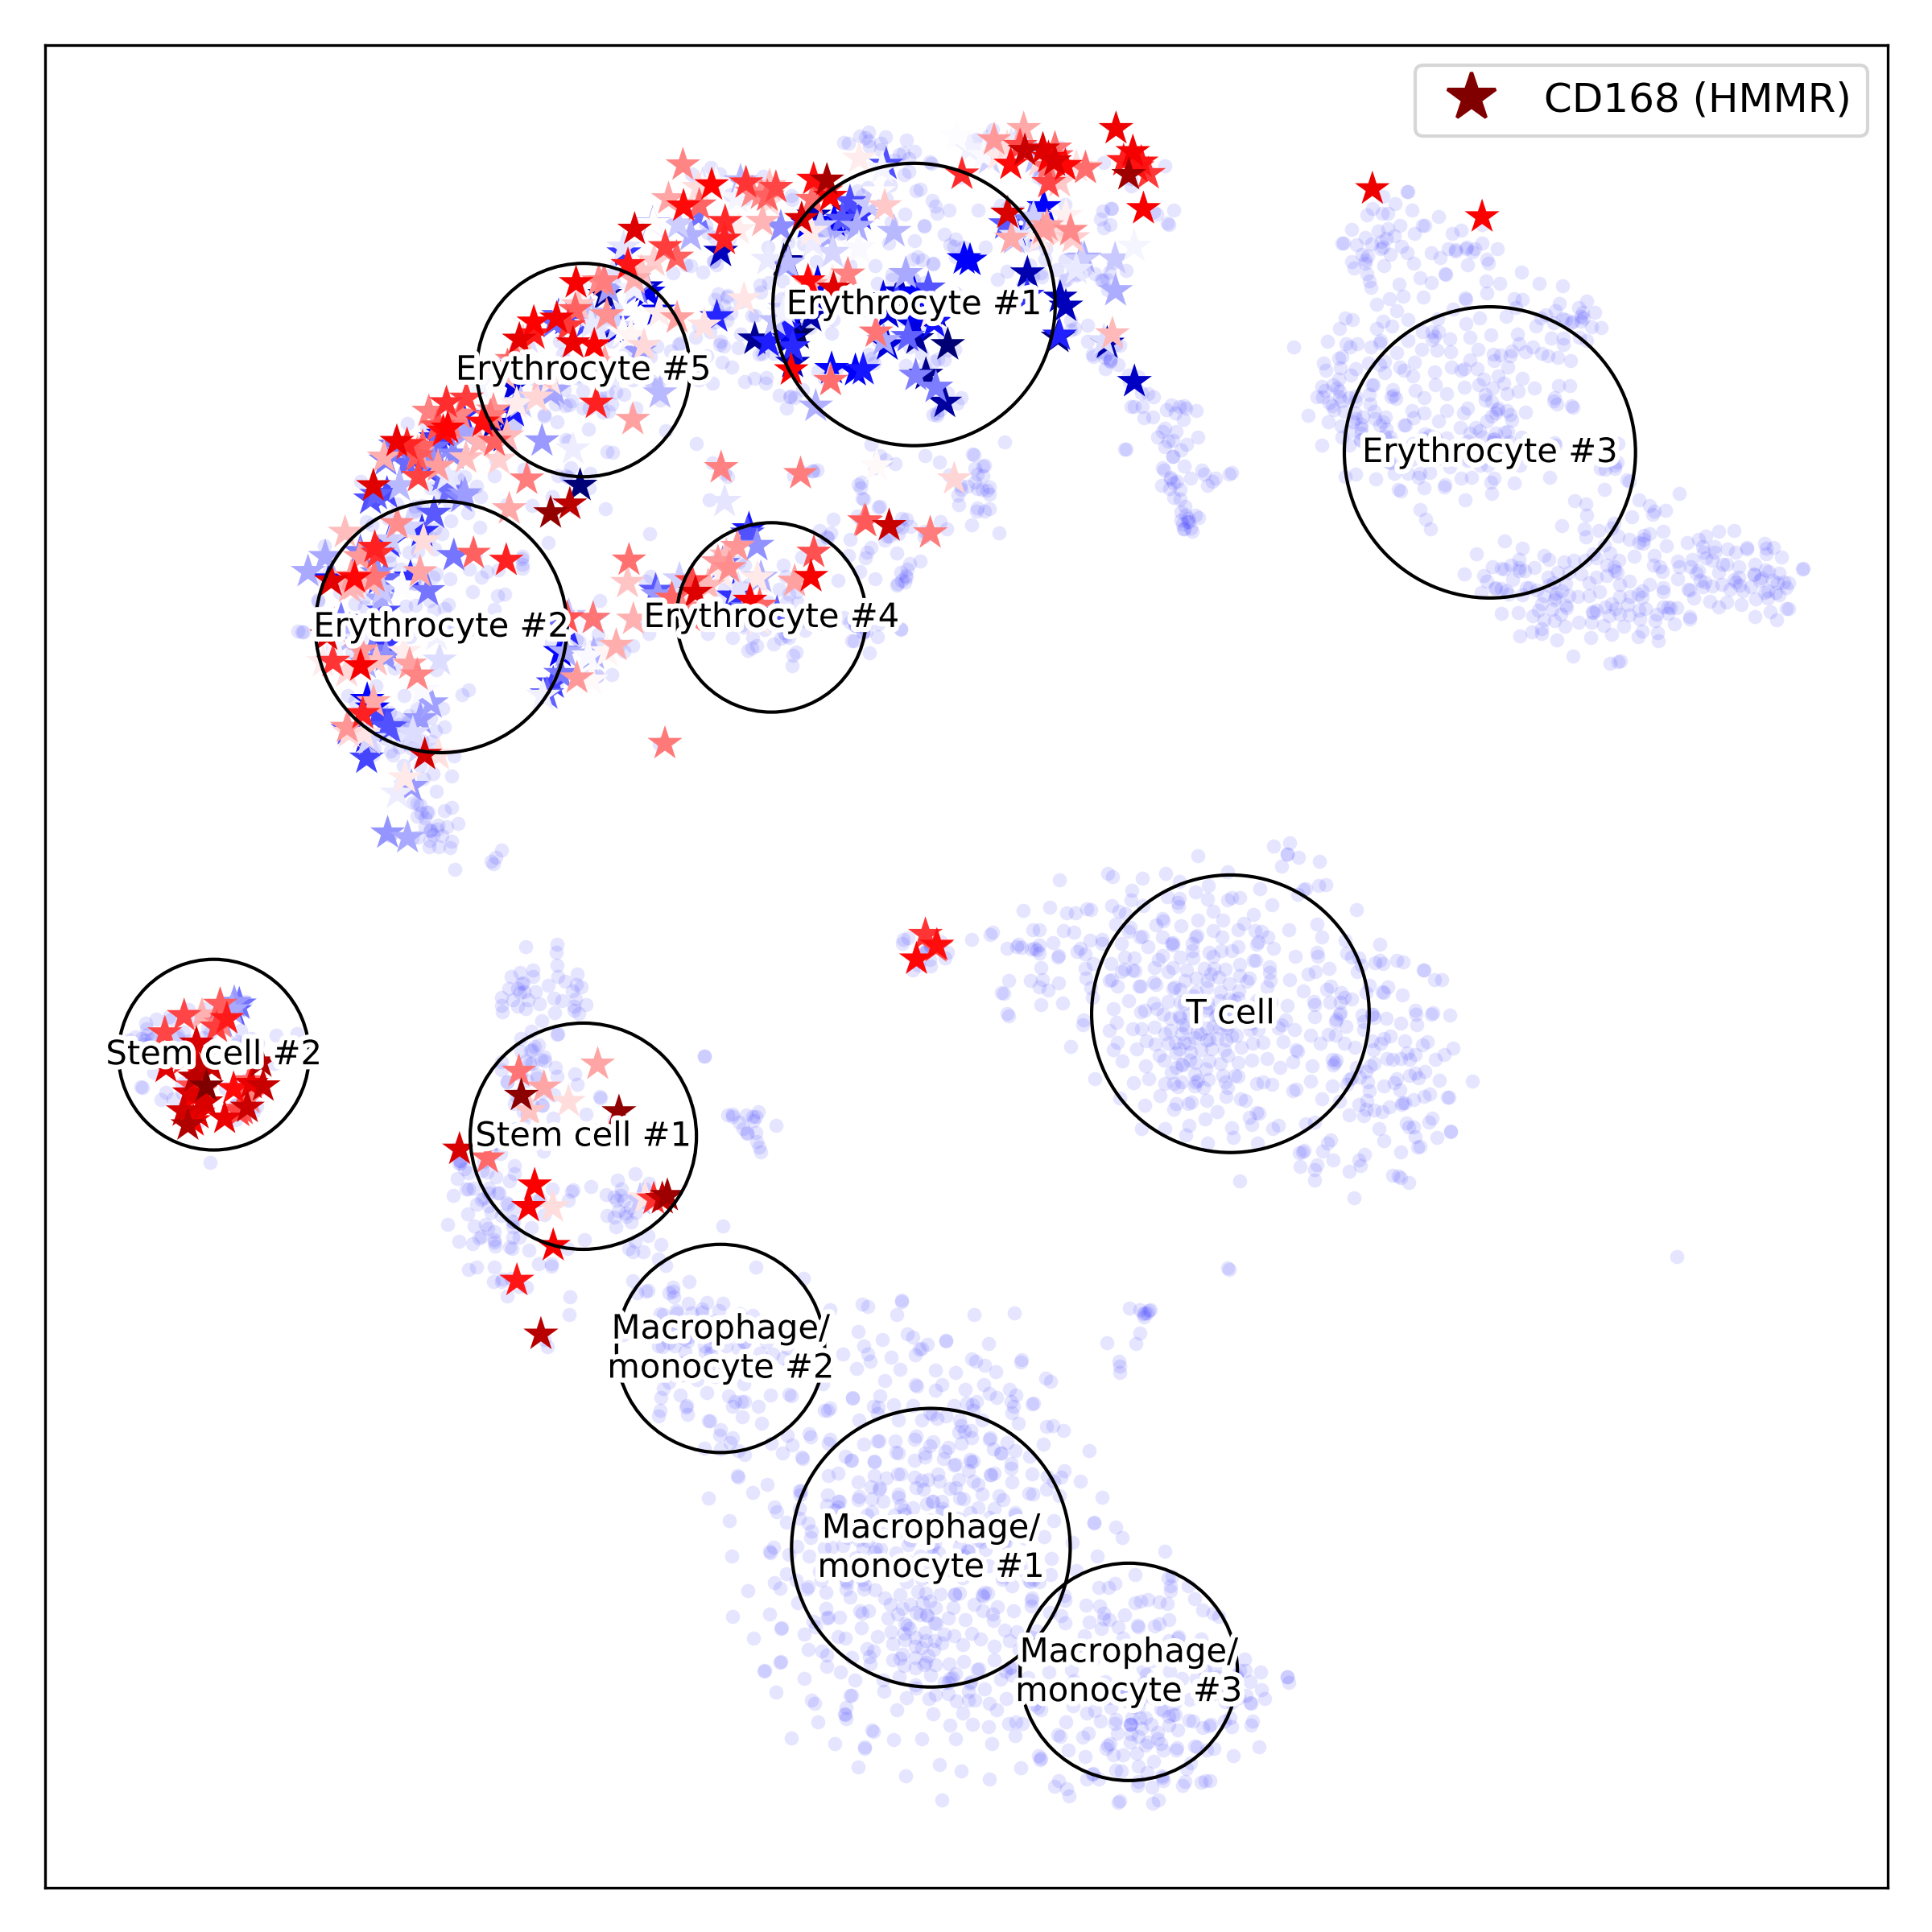 CD168 (HMMR)
Erythrocyte #1
Erythrocyte #5
Erythrocyte #3
Erythrocyte #4
Erythrocyte #2
T cell
Stem cell #2
Stem cell #1
Macrophage/
monocyte #2
Macrophage/
monocyte #1
Macrophage/
monocyte #3